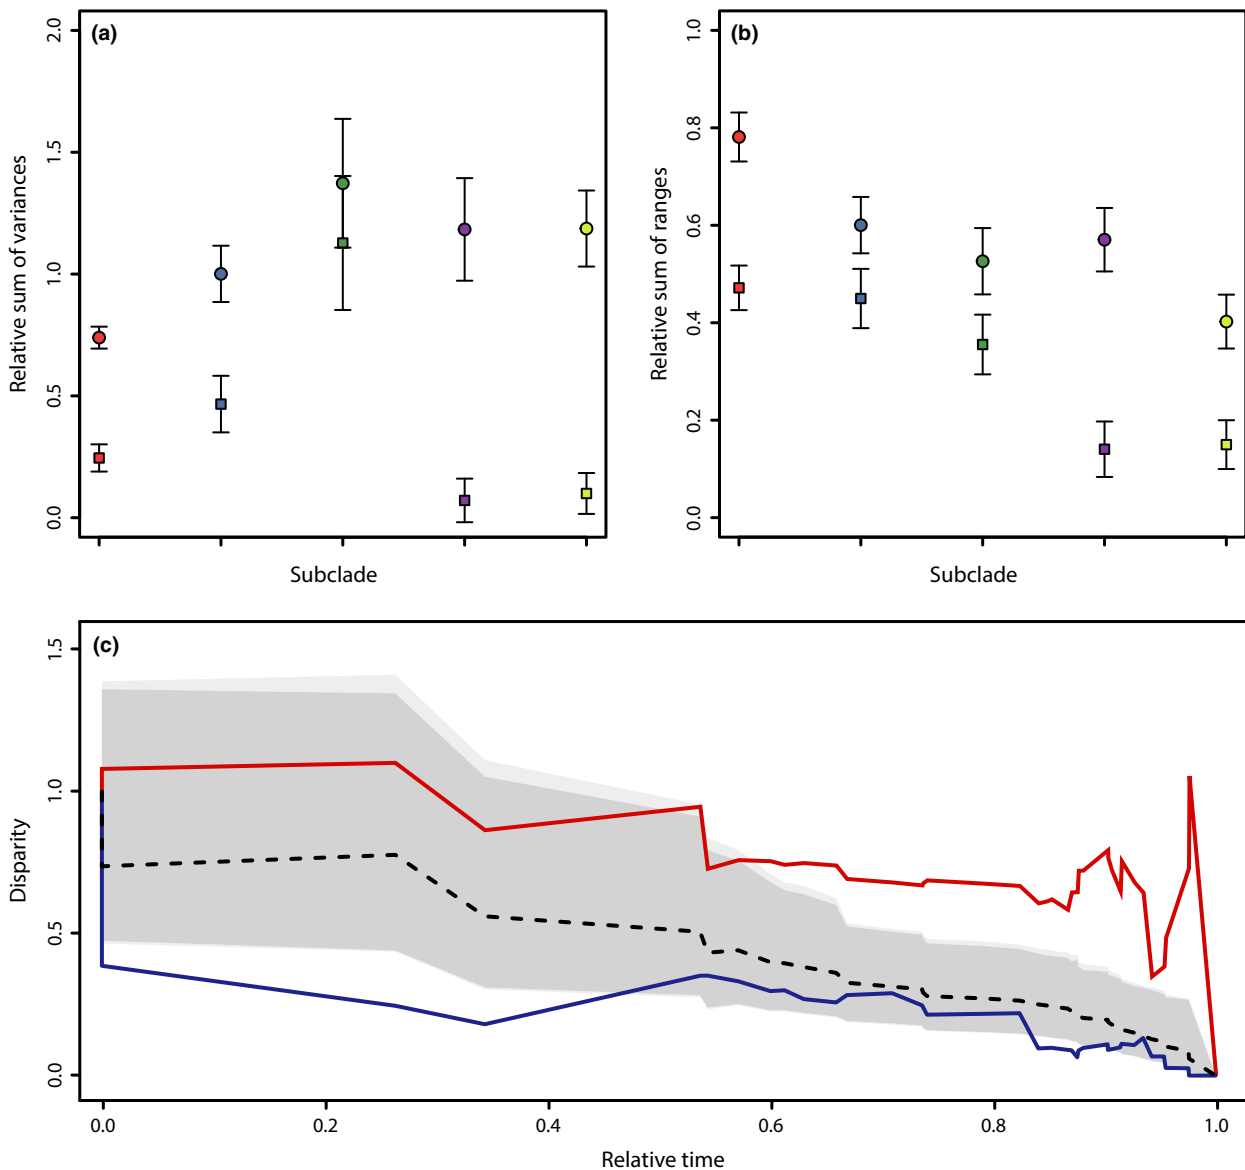 (a)
Relative sum of variances
2.0
1.5
1.0
0.5
0.0
Subclade
(b)
Relative sum of ranges
1.0
0.8
0.6
0.4
0.2
0.0
Subclade
(c)
Disparity
1.5
1.0
0.5
0.0
0.0 0.2 0.4 0.6 0.8 1.0
Relative time